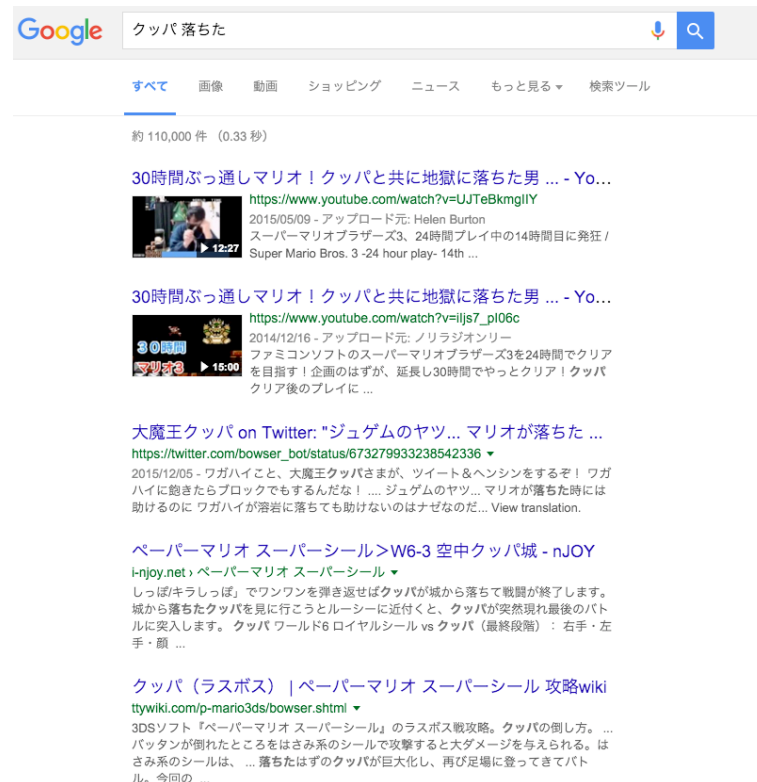 Google クッパ 落ちた
すべて 画像 動画 ショッピング ニュース もっと見る 検索ツール
約 110,000 件 (0.33 秒)
30時間ぶっ通しマリオ！クッパと共に地獄に落ちた男 ... - Yo...
https://www.youtube.com/watch?v=UJTeBkmgIIY
2015/05/09 - アップロード元: Helen Burton
スーパーマリオブラザーズ3、24時間プレイ中の14時間目に発狂 /
Super Mario Bros. 3 -24 hour play- 14th ...
12:27
30時間ぶっ通しマリオ！クッパと共に地獄に落ちた男 ... - Yo...
https://www.youtube.com/watch?v=iljs7_pI06c
2014/12/16 - アップロード元: ノリラジオンリー
ファミコンソフトのスーパーマリオブラザーズ3を24時間でクリア
を目指す！企画のはずが、延長し30時間でやっとクリア！クッパ
クリア後のプレイに ...
30時間
マリオ3
15:00
大魔王クッパ on Twitter: "ジュゲムのヤツ... マリオが落ちた ...
https://twitter.com/bowser_bot/status/673279933238542336
2015/12/05 - ワガハイこと、大魔王クッパさまが、ツイート＆ヘンシンをするぞ！ ワガ
ハイに飽きたらブロックでもするんだな！ .... ジュゲムのヤツ... マリオが落ちた時には
助けるのに ワガハイが溶岩に落ちても助けないのはナゼなのだ... View translation.
ペーパーマリオ スーパーシール＞W6-3 空中クッパ城 - nJOY
i-njoy.net › ペーパーマリオ スーパーシール
しっぽ/キラしっぽ」でワンワンを弾き返せばクッパが城から落ちて戦闘が終了します。
城から落ちたクッパを見に行こうとルーシーに近付くと、クッパが突然現れ最後のバト
ルに突入します。 クッパ ワールド6 ロイヤルシール vs クッパ（最終段階）： 右手・左
手・顔 ...
クッパ（ラスボス） | ペーパーマリオ スーパーシール 攻略wiki
ttywiki.com/p-mario3ds/bowser.shtml
3DSソフト『ペーパーマリオ スーパーシール』のラスボス戦攻略。クッパの倒し方。 ...
バッタンが倒れたところをはさみ系のシールで攻撃すると大ダメージを与えられる。は
さみ系のシールは、 ... 落ちたはずのクッパが巨大化し、再び足場に登ってきてバト
ル。今回の ...